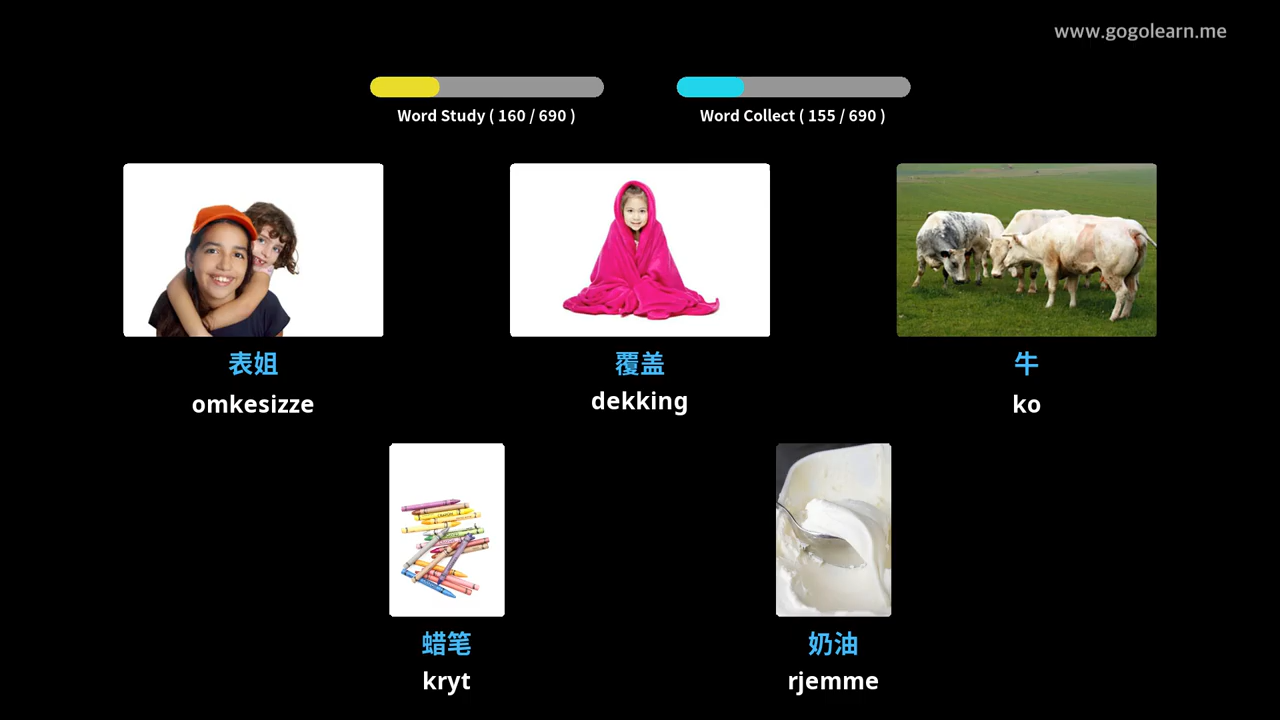 www.gogolearn.me
Word Study ( 160 / 690 )
Word Collect ( 155 / 690 )
表姐
覆盖
牛
omkesizze
dekking
ko
蜡笔
奶油
kryt
rjemme